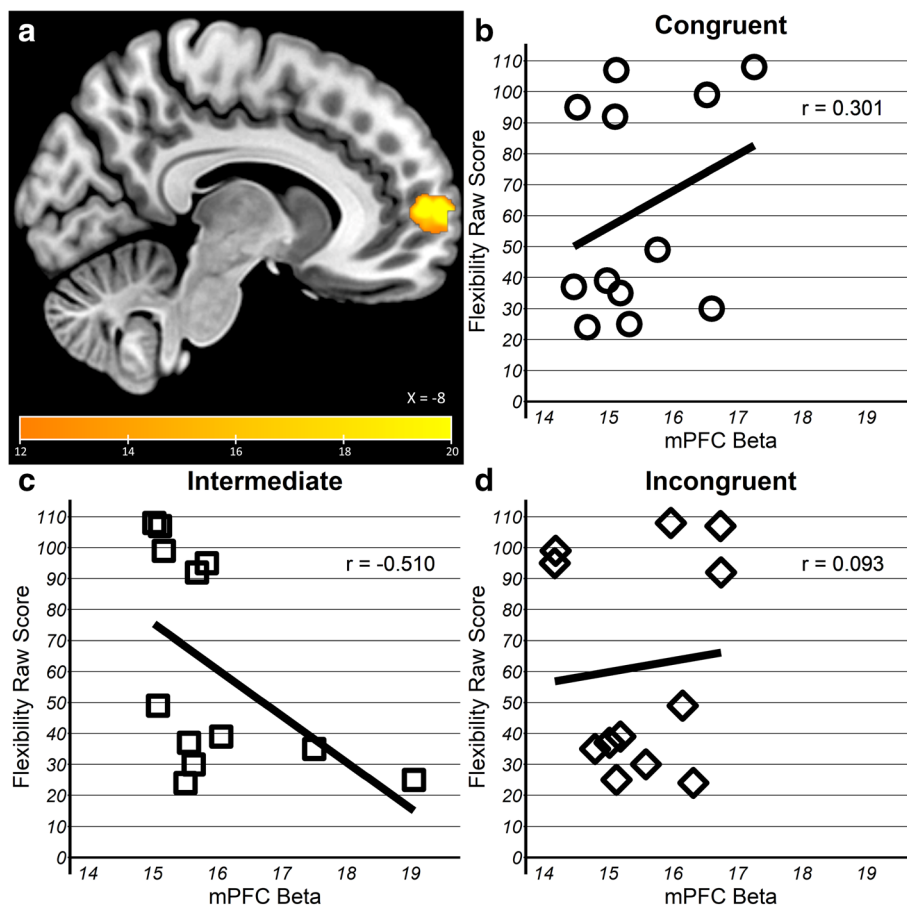 a
X = -8
12 14 16 18 20
b
Congruent
Flexibility Raw Score
110
100
90
80
70
60
50
40
30
20
10
0
r = 0.301
14 15 16 17 18 19
mPFC Beta
c
Intermediate
Flexibility Raw Score
110
100
90
80
70
60
50
40
30
20
10
0
r = -0.510
14 15 16 17 18 19
mPFC Beta
d
Incongruent
Flexibility Raw Score
110
100
90
80
70
60
50
40
30
20
10
0
r = 0.093
14 15 16 17 18 19
mPFC Beta